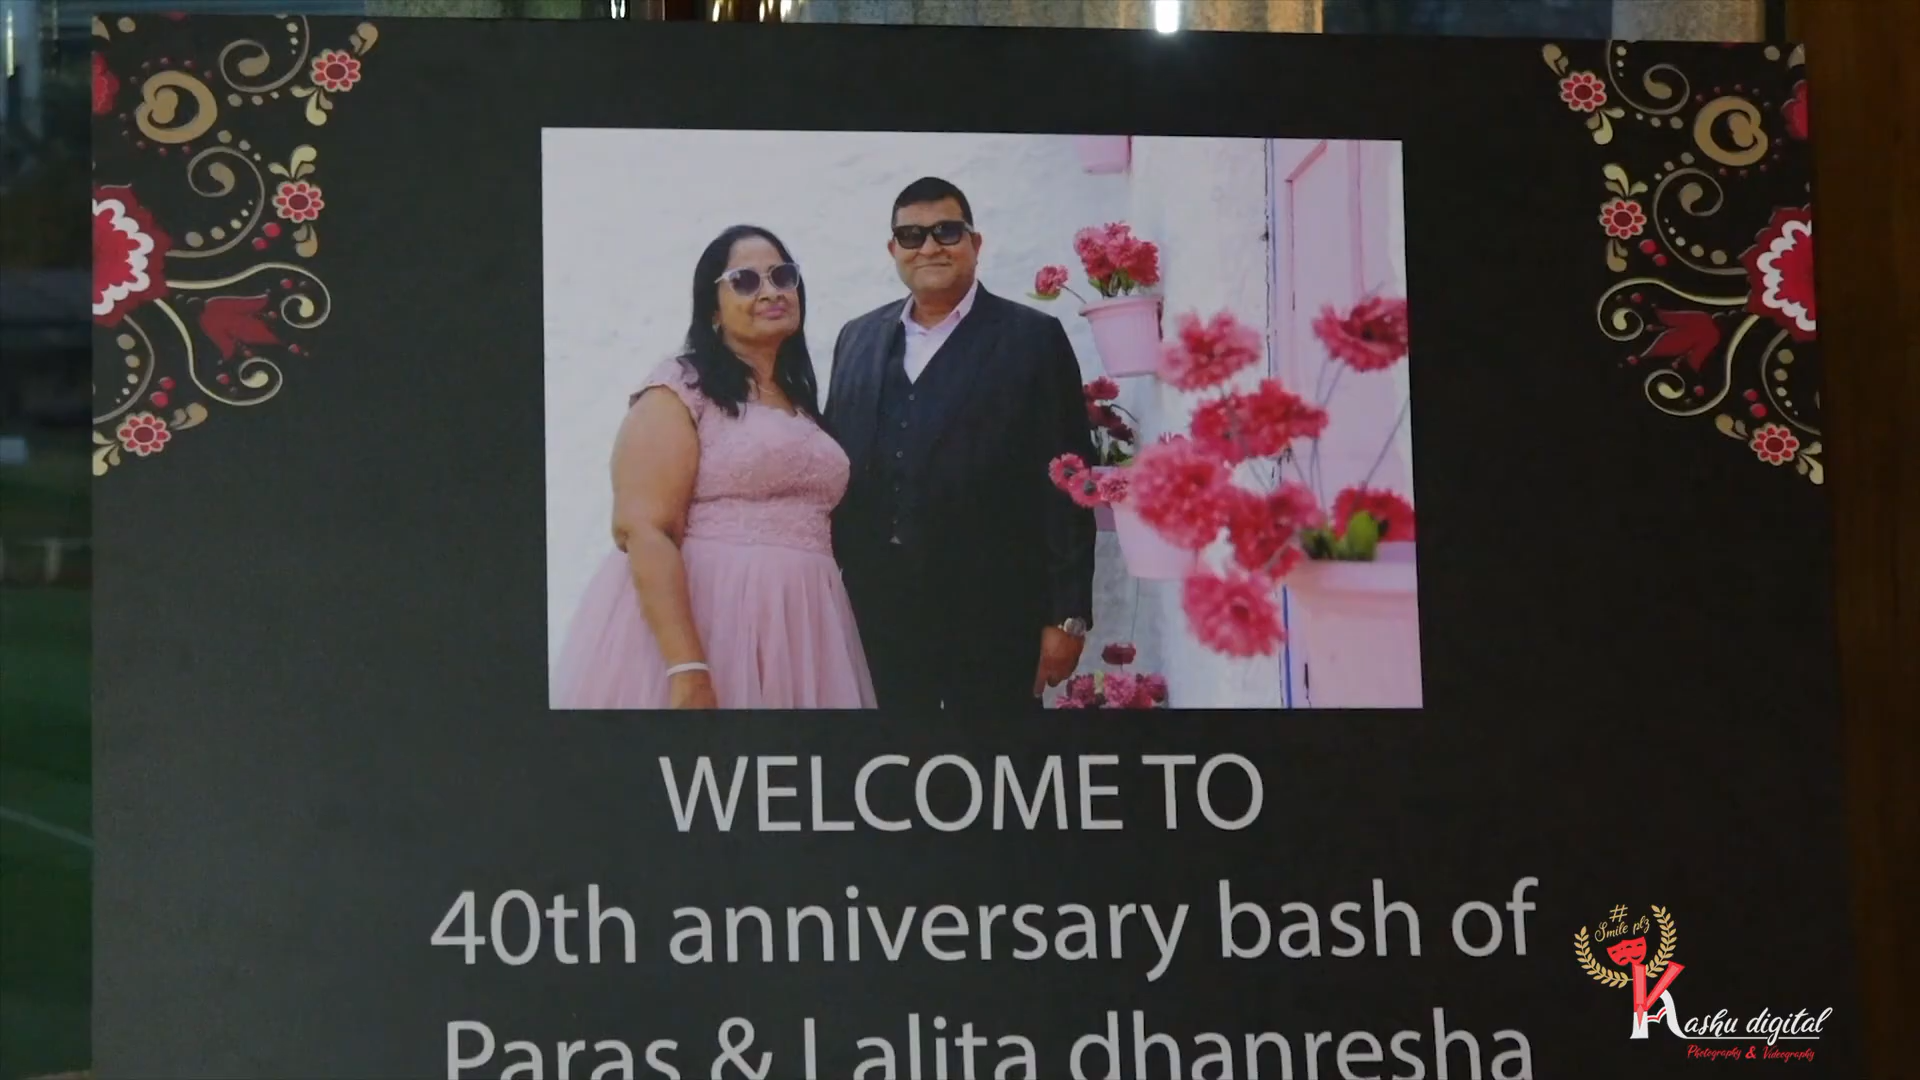 WELCOME TO
40th anniversary bash of
Paras & Lalita dhanresha
#
Smile plz
Kashu digital
Photography & Videography